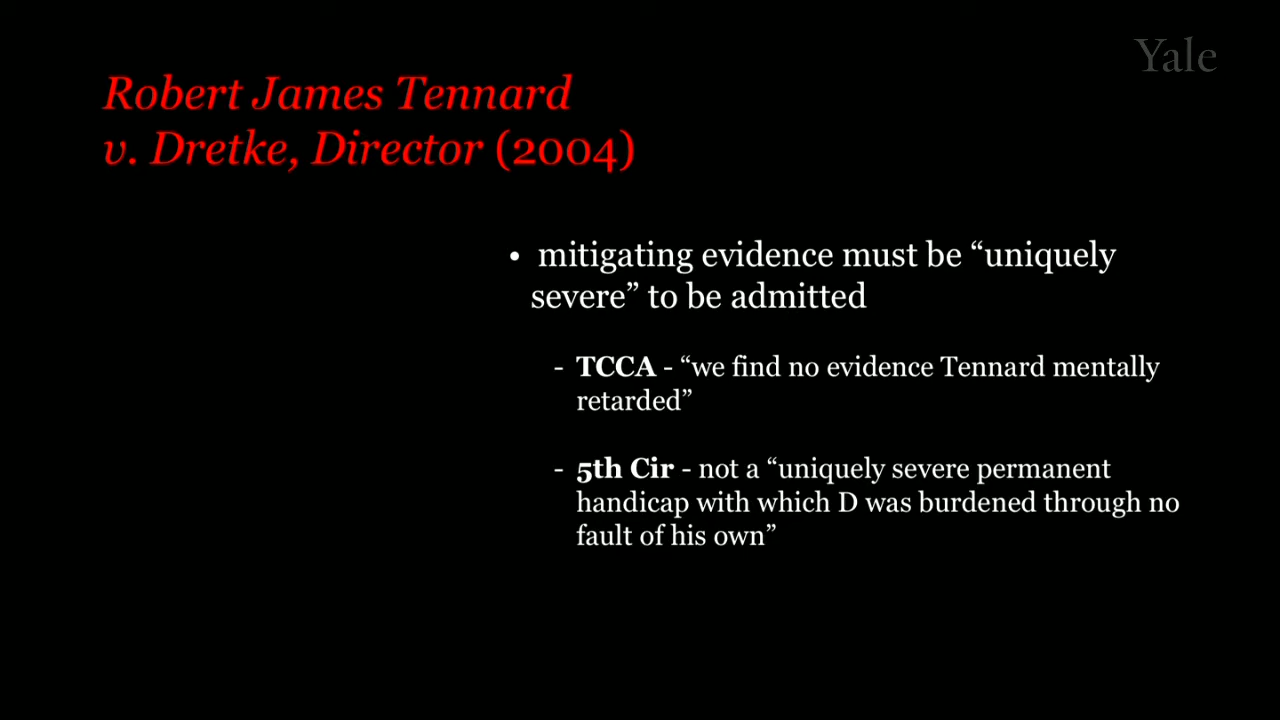 Yale
Robert James Tennard
v. Dretke, Director (2004)
• mitigating evidence must be “uniquely
severe” to be admitted
- TCCA - “we find no evidence Tennard mentally
retarded”
- 5th Cir - not a “uniquely severe permanent
handicap with which D was burdened through no
fault of his own”